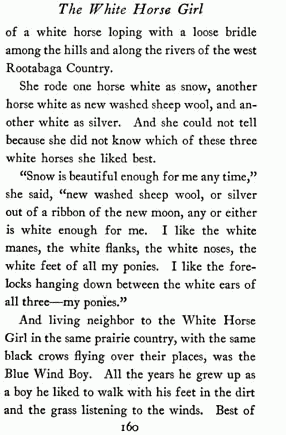 The White Horse Girl
of a white horse loping with a loose bridle
among the hills and along the rivers of the west
Rootabaga Country.
She rode one horse white as snow, another
horse white as new washed sheep wool, and an-
other white as silver. And she could not tell
because she did not know which of these three
white horses she liked best.
"Snow is beautiful enough for me any time,"
she said, "new washed sheep wool, or silver
out of a ribbon of the new moon, any or either
is white enough for me. I like the white
manes, the white flanks, the white noses, the
white feet of all my ponies. I like the fore-
locks hanging down between the white ears of
all three—my ponies."
And living neighbor to the White Horse
Girl in the same prairie country, with the same
black crows flying over their places, was the
Blue Wind Boy. All the years he grew up as
a boy he liked to walk with his feet in the dirt
and the grass listening to the winds. Best of
160